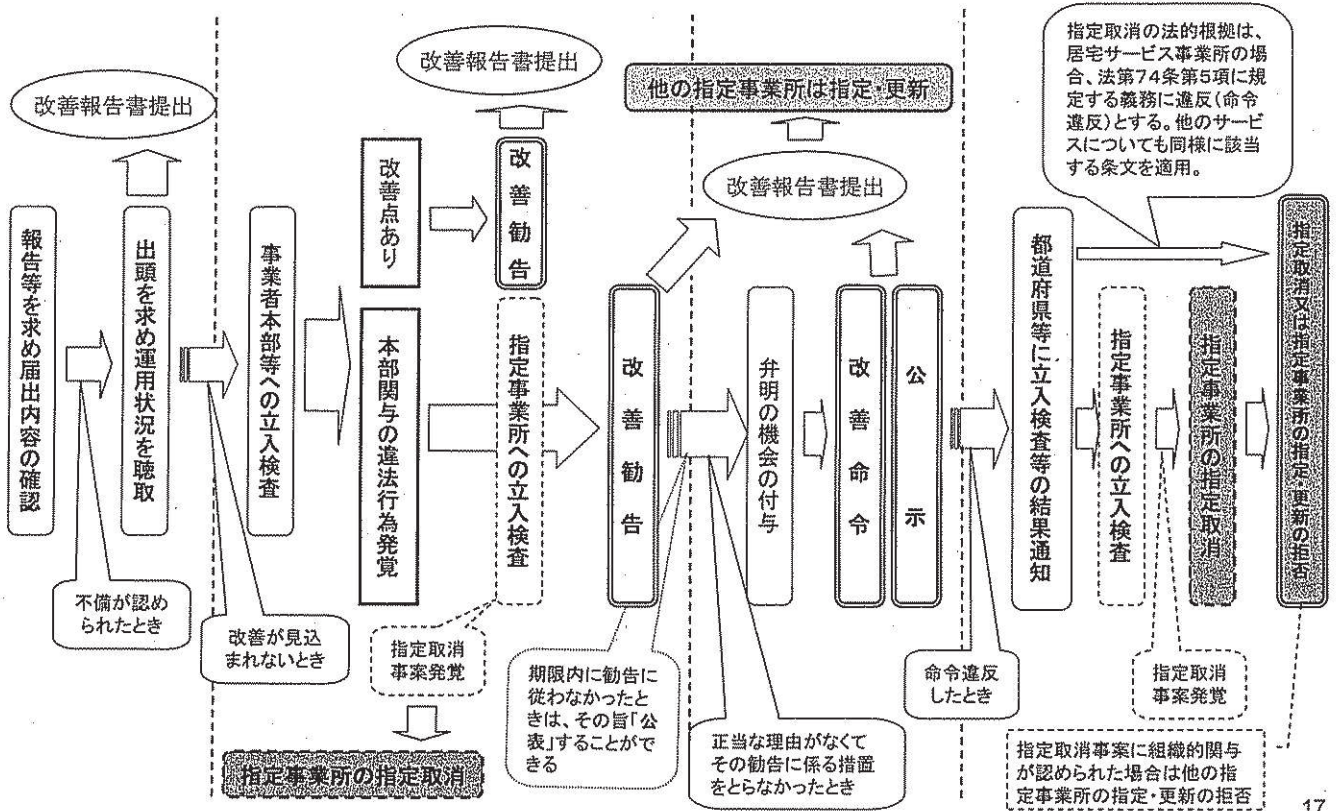 改善報告書提出
改善報告書提出
他の指定事業所は指定・更新
改善報告書提出
指定取消の法的根拠は、
居宅サービス事業所の場
合、法第74条第5項に規
定する義務に違反(命令
違反)とする。他のサービ
スについても同様に該当
する条文を適用。
報告等を求め届出内容の確認
出頭を求め運用状況を聴取
事業者本部等への立入検査
改善点あり
改善勧告
本部関与の違法行為発覚
指定事業所への立入検査
改善勧告
弁明の機会の付与
改善命令
公示
都道府県等に立入検査等の結果通知
指定事業所への立入検査
指定事業所の指定取消
指定取消又は指定事業所の指定・更新の拒否
不備が認め
られたとき
改善が見込
まれないとき
指定取消
事案発覚
指定事業所の指定取消
期限内に勧告に
従わなかったと
きは、その旨「公
表」することがで
きる
正当な理由がなくて
その勧告に係る措置
をとらなかったとき
命令違反
したとき
指定取消
事案発覚
指定取消事案に組織的関与
が認められた場合は他の指
定事業所の指定・更新の拒否
17